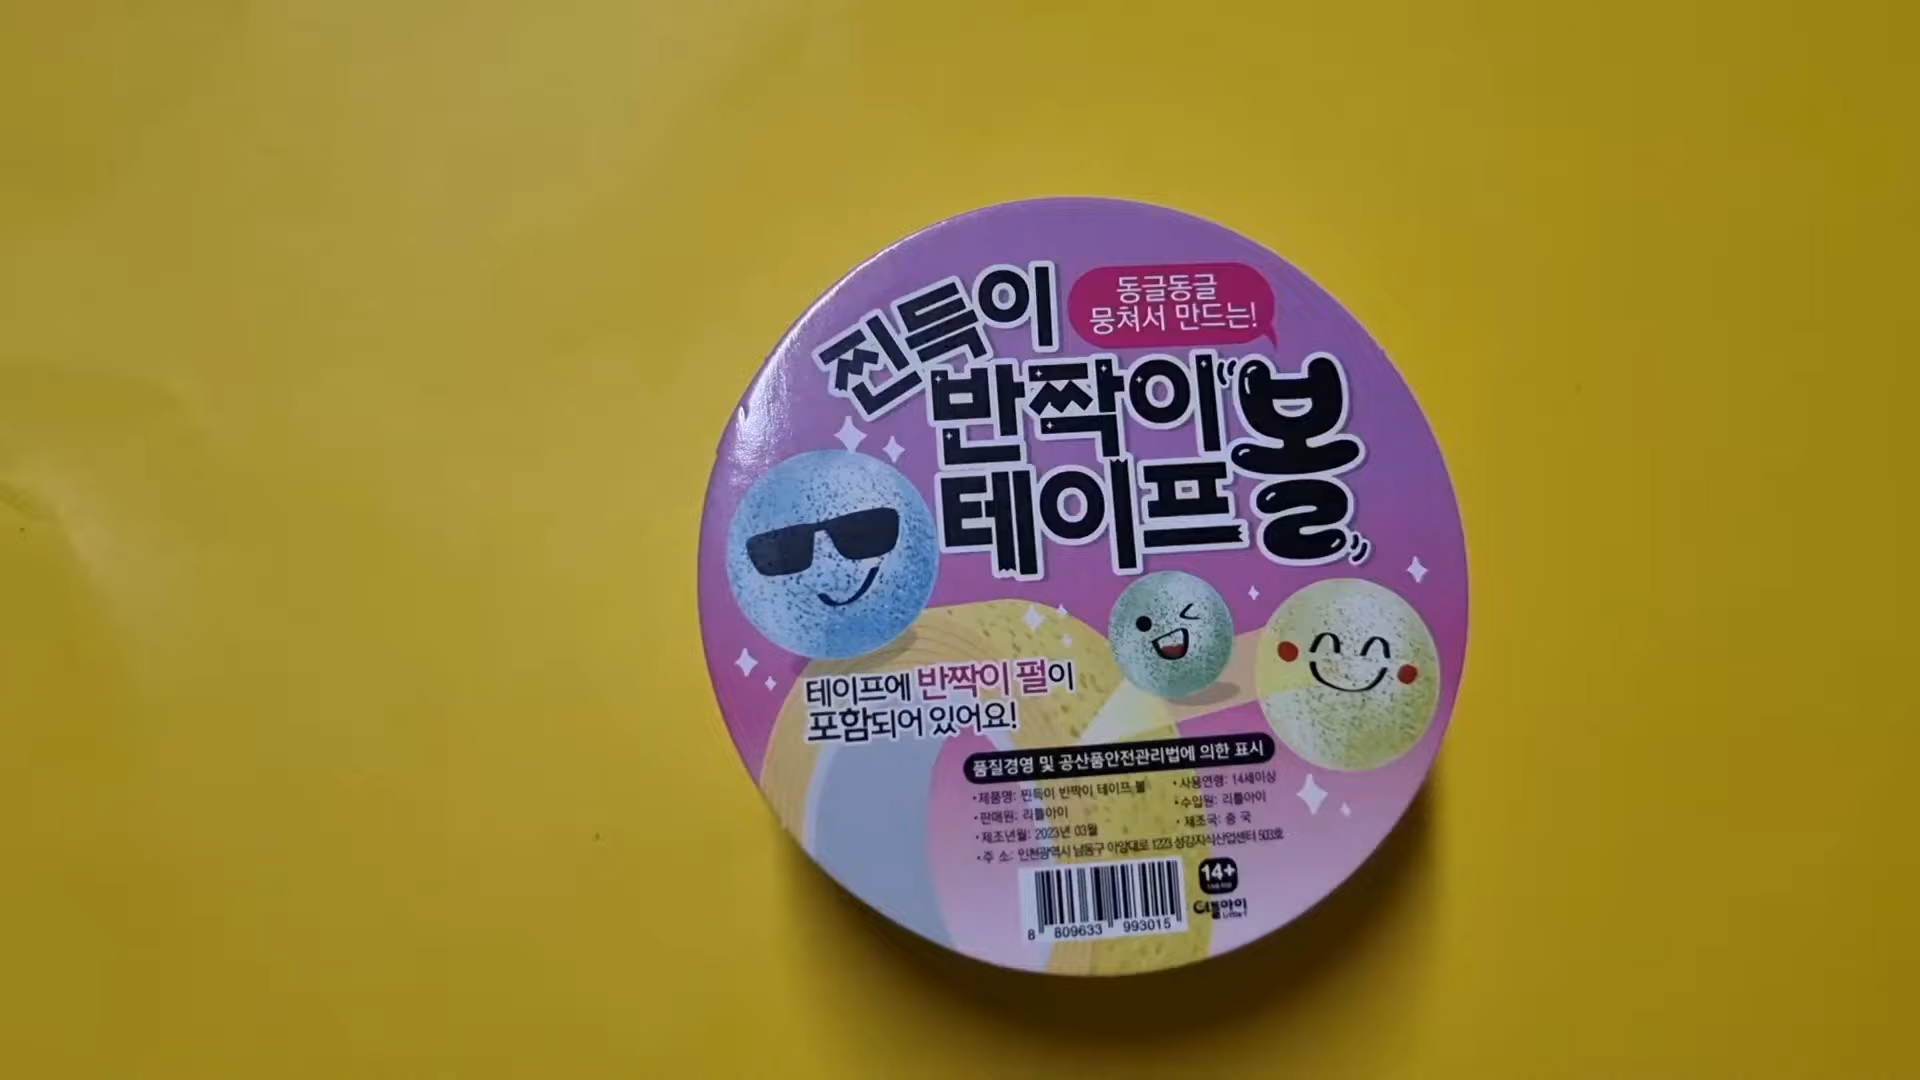 동글동글
뭉쳐서 만드는!
찐득이
반짝이
테이프 볼
테이프에 반짝이 펄이
포함되어 있어요!
품질경영 및 공산품안전관리법에 의한 표시
• 제품명: 찐득이 반짝이 테이프 볼
• 사용연령: 14세이상
• 판매원: 리틀아이
• 수입원: 리틀아이
• 제조년월: 2023년 03월
• 제조국: 중 국
• 주 소: 인천광역시 남동구 아암대로 1223 성강지식산업센터 503호
14+
리틀아이
8 809633 993015